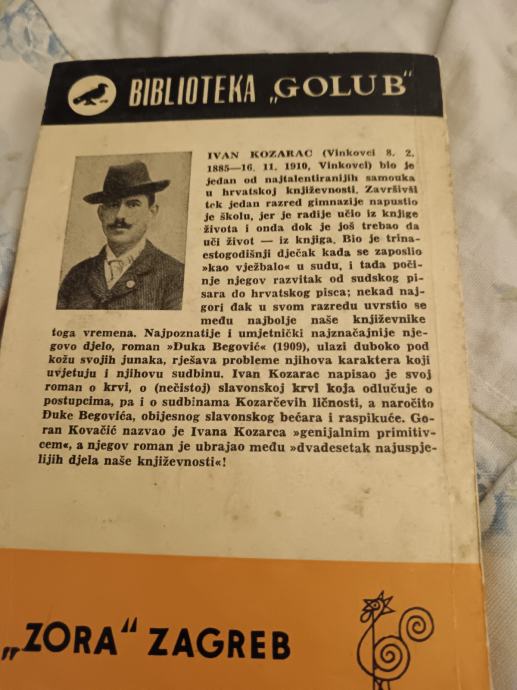 BIBLIOTEKA „GOLUB"
IVAN KOZARAC (Vinkovci 8. 2.
1885—16. 11. 1910, Vinkovci) bio je
jedan od najtalentiranijih samouka
u hrvatskoj književnosti. Završivši
tek jedan razred gimnazije napustio
je školu, jer je radije učio iz knjige
života i onda dok je još trebao da
uči život — iz knjiga. Bio je trina-
estogodišnji dječak kada se zaposlio
»kao vježbalo« u sudu, i tada poči-
nje njegov razvitak od sudskog pi-
sara do hrvatskog pisca; nekad naj-
gori đak u svom razredu uvrstio se
među najbolje naše književnike
toga vremena. Najpoznatije i umjetnički najznačajnije nje-
govo djelo, roman »Đuka Begović« (1909), ulazi duboko pod
kožu svojih junaka, rješava probleme njihova karaktera koji
uvjetuju i njihovu sudbinu. Ivan Kozarac napisao je svoj
roman o krvi, o (nečistoj) slavonskoj krvi koja odlučuje o
postupcima, pa i o sudbinama Kozarčevih ličnosti, a naročito
Đuke Begovića, obijesnog slavonskog bećara i raspikuće. Go-
ran Kovačić nazvao je Ivana Kozarca »genijalnim primitiv-
cem«, a njegov roman je ubrajao među »dvadesetak najuspje-
lijih djela naše književnosti«!
„ZORA" ZAGREB